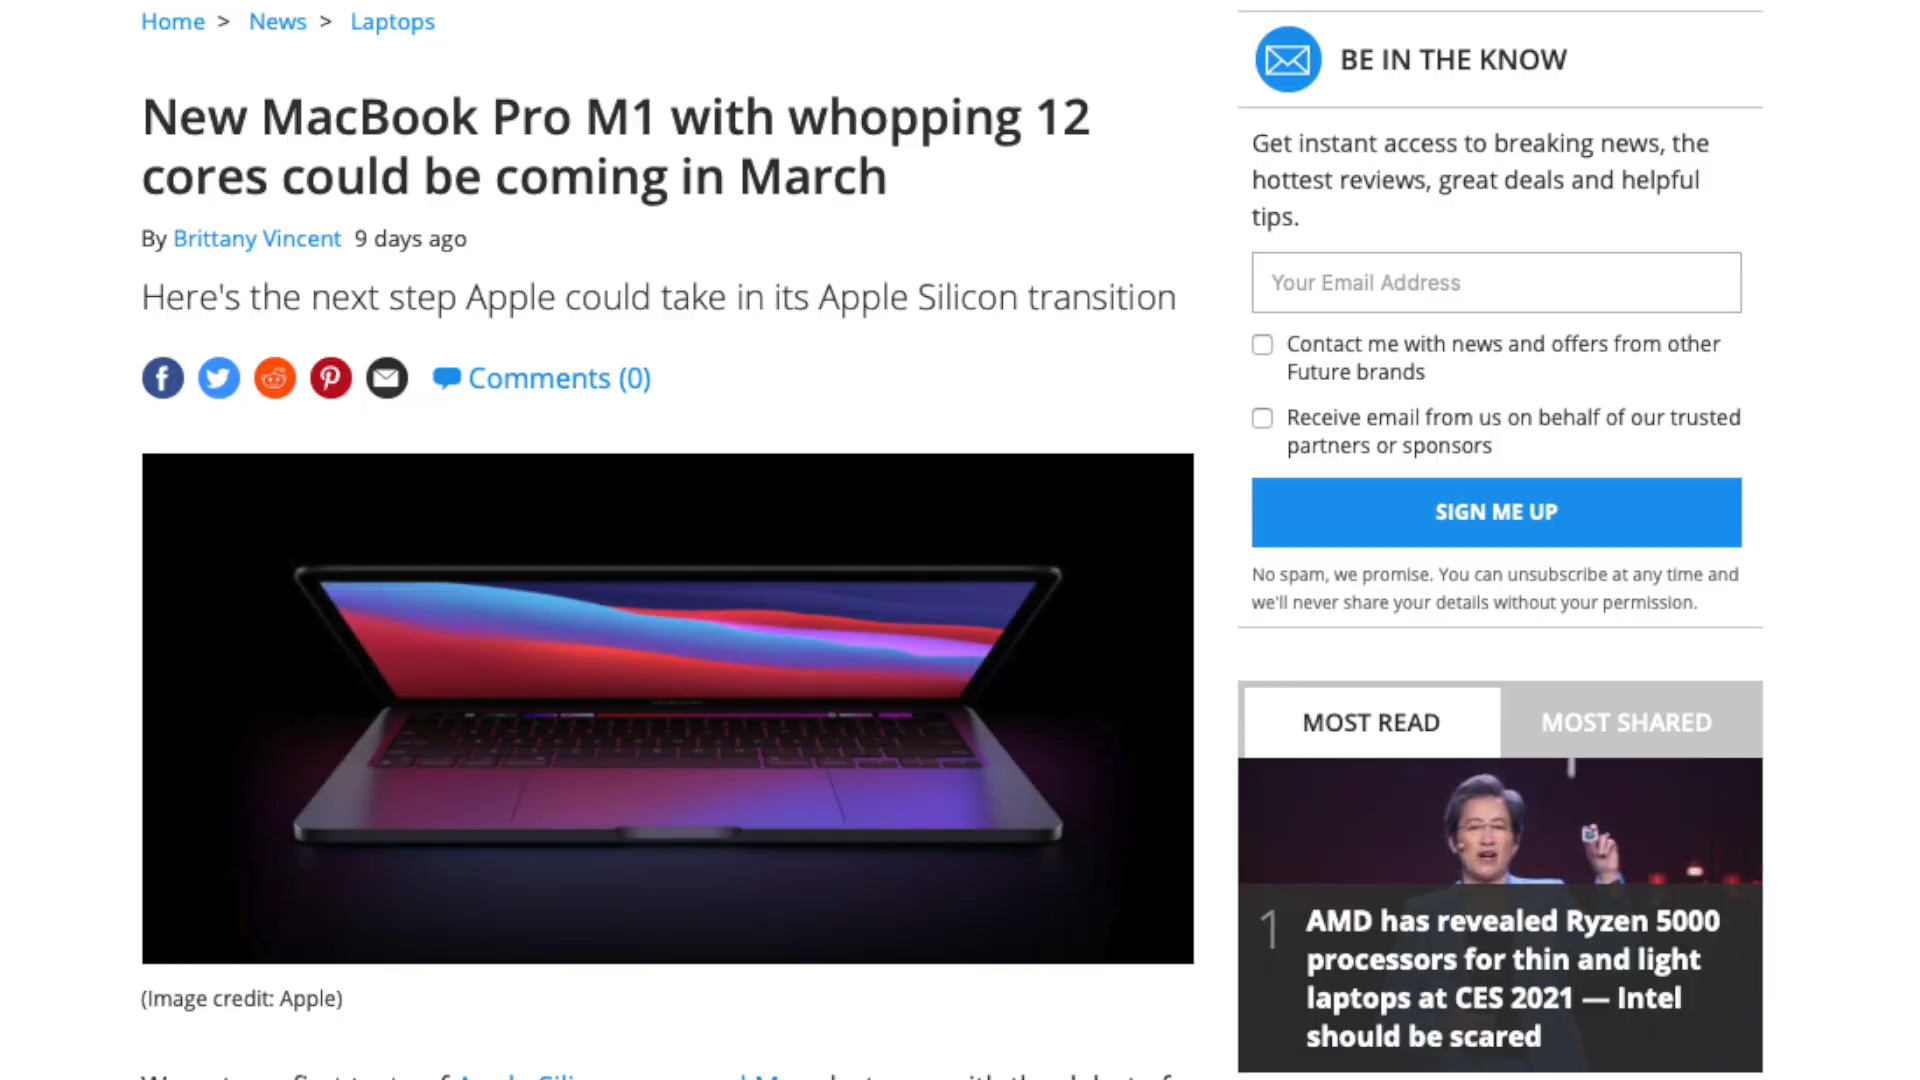 Home > News > Laptops
New MacBook Pro M1 with whopping 12
cores could be coming in March
By Brittany Vincent 9 days ago
Here's the next step Apple could take in its Apple Silicon transition
Comments (0)
(Image credit: Apple)
BE IN THE KNOW
Get instant access to breaking news, the
hottest reviews, great deals and helpful
tips.
Your Email Address
Contact me with news and offers from other
Future brands
Receive email from us on behalf of our trusted
partners or sponsors
SIGN ME UP
No spam, we promise. You can unsubscribe at any time and
we'll never share your details without your permission.
MOST READ MOST SHARED
1 AMD has revealed Ryzen 5000
processors for thin and light
laptops at CES 2021 — Intel
should be scared